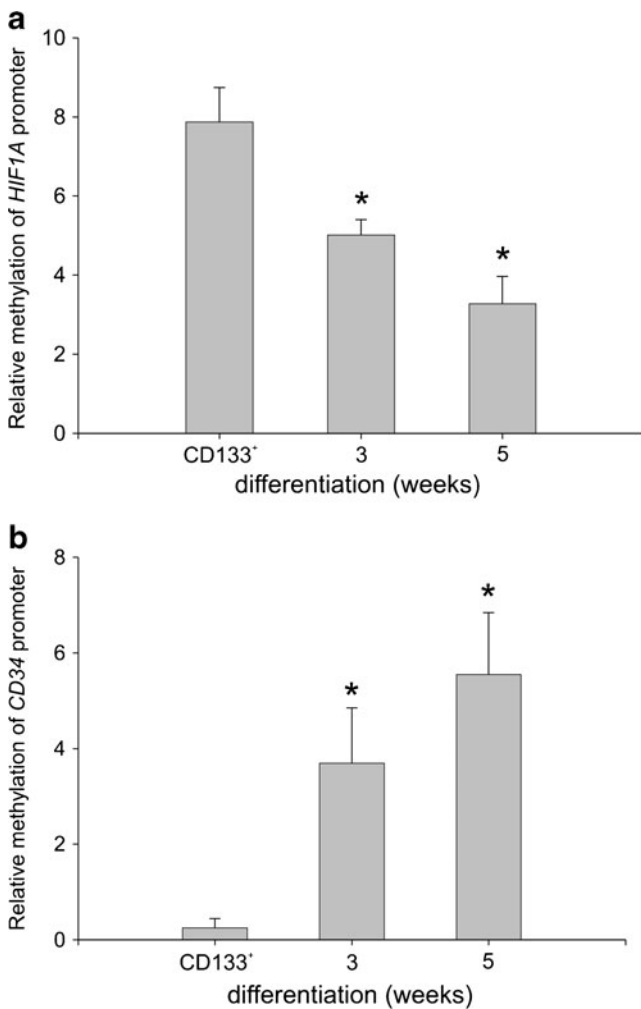 a
Relative methylation of HIF1A promoter
10
8
6
4
2
0
*
*
CD133⁺
3
5
differentiation (weeks)
b
Relative methylation of CD34 promoter
8
6
4
2
0
*
*
CD133⁺
3
5
differentiation (weeks)